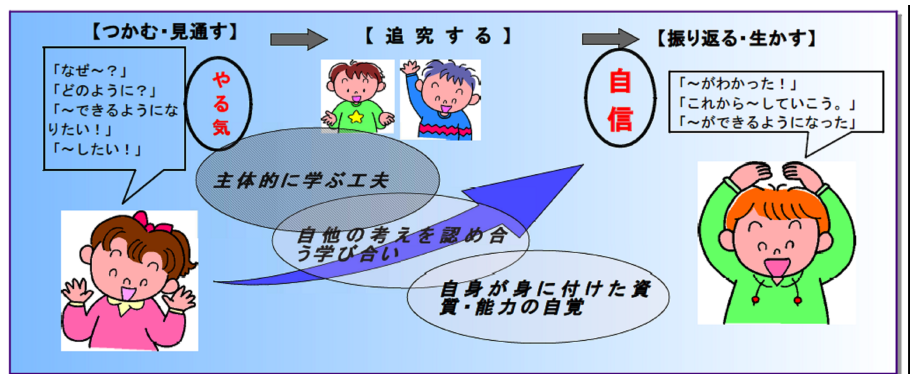 【つかむ・見通す】
【追究する】
【振り返る・生かす】
「なぜ～？」
「どのように？」
「～できるようにな
りたい！」
「～したい！」
やる気
自信
「～がわかった！」
「これから～していこう。」
「～ができるようになった」
主体的に学ぶ工夫
自他の考えを認め合
う学び合い
自身が身に付けた資
質・能力の自覚